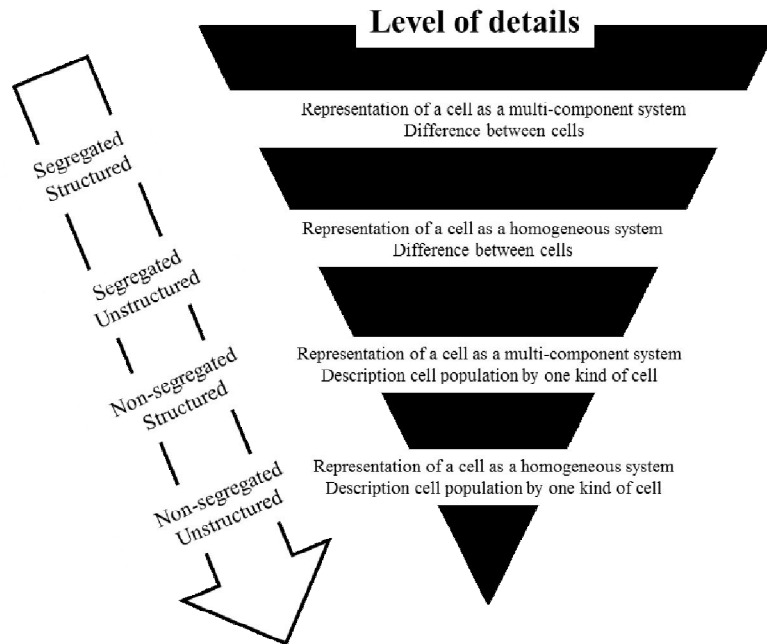 Level of details
Representation of a cell as a multi-component system
Difference between cells
Segregated
Structured
Representation of a cell as a homogeneous system
Difference between cells
Segregated
Unstructured
Representation of a cell as a multi-component system
Description cell population by one kind of cell
Non-segregated
Structured
Representation of a cell as a homogeneous system
Description cell population by one kind of cell
Non-segregated
Unstructured